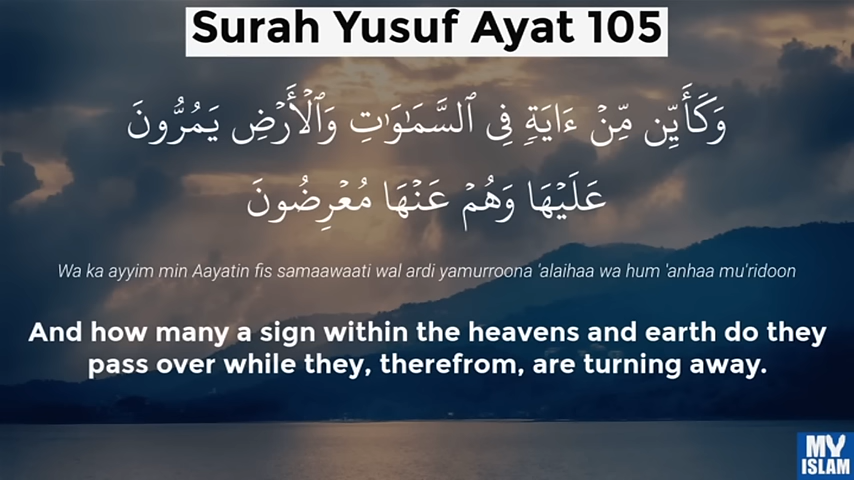 Surah Yusuf Ayat 105
وَكَأَيِّن مِّنْ ءَايَةٍۢ فِى ٱلسَّمَـٰوَٰتِ وَٱلْأَرْضِ يَمُرُّونَ
عَلَيْهَا وَهُمْ عَنْهَا مُعْرِضُونَ
Wa ka ayyim min Aayatin fis samaawaati wal ardi yamurroona 'alaihaa wa hum 'anhaa mu'ridoon
And how many a sign within the heavens and earth do they
pass over while they, therefrom, are turning away.
MY
ISLAM